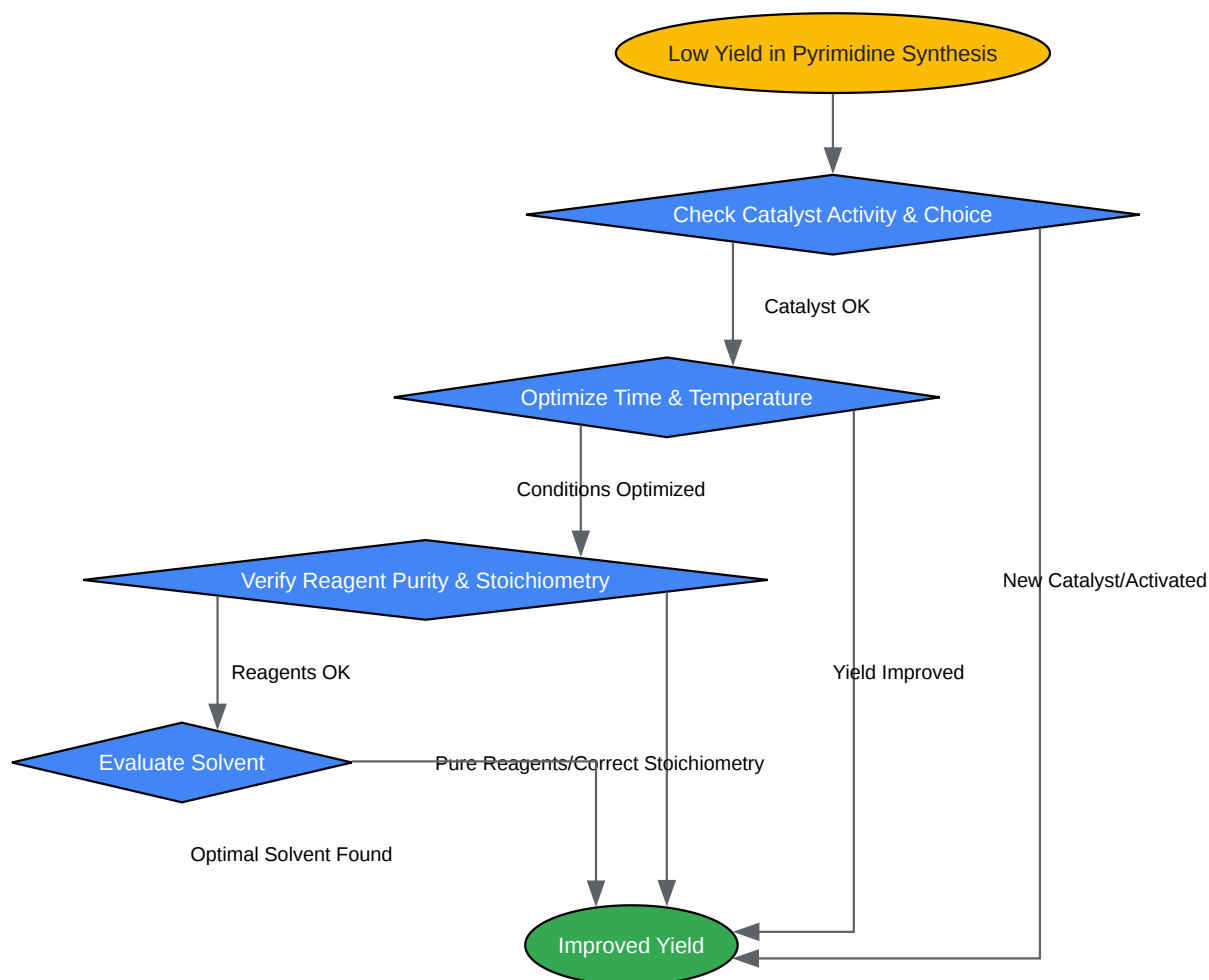 Low Yield in Pyrimidine Synthesis
Check Catalyst Activity & Choice
Catalyst OK
Optimize Time & Temperature
Conditions Optimized
Verify Reagent Purity & Stoichiometry
New Catalyst/Activated
Reagents OK
Yield Improved
Evaluate Solvent
Pure Reagents/Correct Stoichiometry
Optimal Solvent Found
Improved Yield